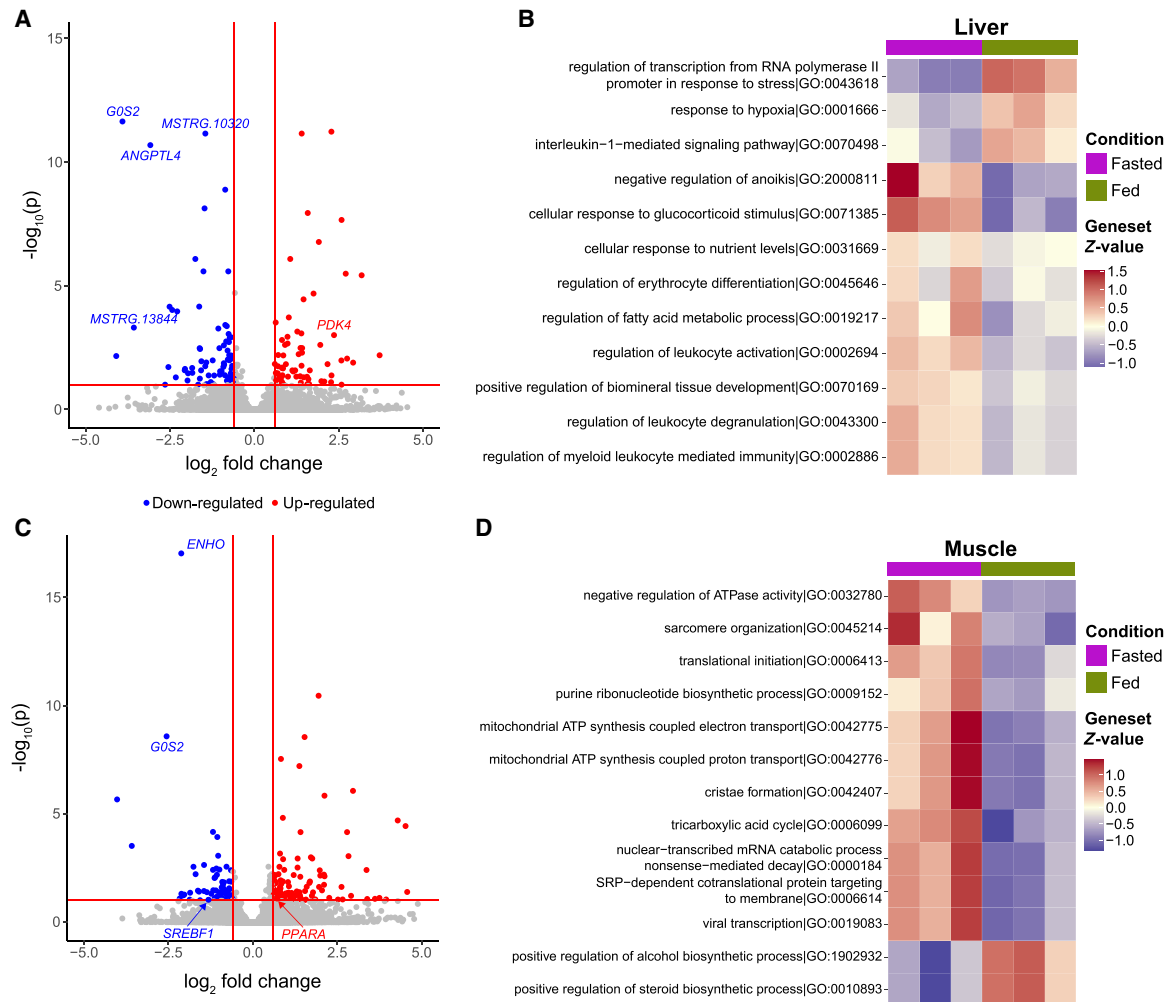 A
15
10
5
0
-log10(p)
G0S2
MSTRG.10320
ANGPTL4
MSTRG.13844
PDK4
−5.0
−2.5
0.0
2.5
5.0
log2 fold change
Down-regulated
Up-regulated
B
Liver
regulation of transcription from RNA polymerase II
promoter in response to stress|GO:0043618
response to hypoxia|GO:0001666
interleukin−1−mediated signaling pathway|GO:0070498
negative regulation of anoikis|GO:2000811
cellular response to glucocorticoid stimulus|GO:0071385
cellular response to nutrient levels|GO:0031669
regulation of erythrocyte differentiation|GO:0045646
regulation of fatty acid metabolic process|GO:0019217
regulation of leukocyte activation|GO:0002694
positive regulation of biomineral tissue development|GO:0070169
regulation of leukocyte degranulation|GO:0043300
regulation of myeloid leukocyte mediated immunity|GO:0002886
Condition
Fasted
Fed
Geneset
Z-value
1.5
1.0
0.5
0.0
−0.5
−1.0
C
15
10
5
0
-log10(p)
ENHO
G0S2
SREBF1
PPARA
−5.0
−2.5
0.0
2.5
5.0
log2 fold change
D
Muscle
negative regulation of ATPase activity|GO:0032780
sarcomere organization|GO:0045214
translational initiation|GO:0006413
purine ribonucleotide biosynthetic process|GO:0009152
mitochondrial ATP synthesis coupled electron transport|GO:0042775
mitochondrial ATP synthesis coupled proton transport|GO:0042776
cristae formation|GO:0042407
tricarboxylic acid cycle|GO:0006099
nuclear−transcribed mRNA catabolic process
nonsense−mediated decay|GO:0000184
SRP−dependent cotranslational protein targeting
to membrane|GO:0006614
viral transcription|GO:0019083
positive regulation of alcohol biosynthetic process|GO:1902932
positive regulation of steroid biosynthetic process|GO:0010893
Condition
Fasted
Fed
Geneset
Z-value
1.0
0.5
0.0
−0.5
−1.0